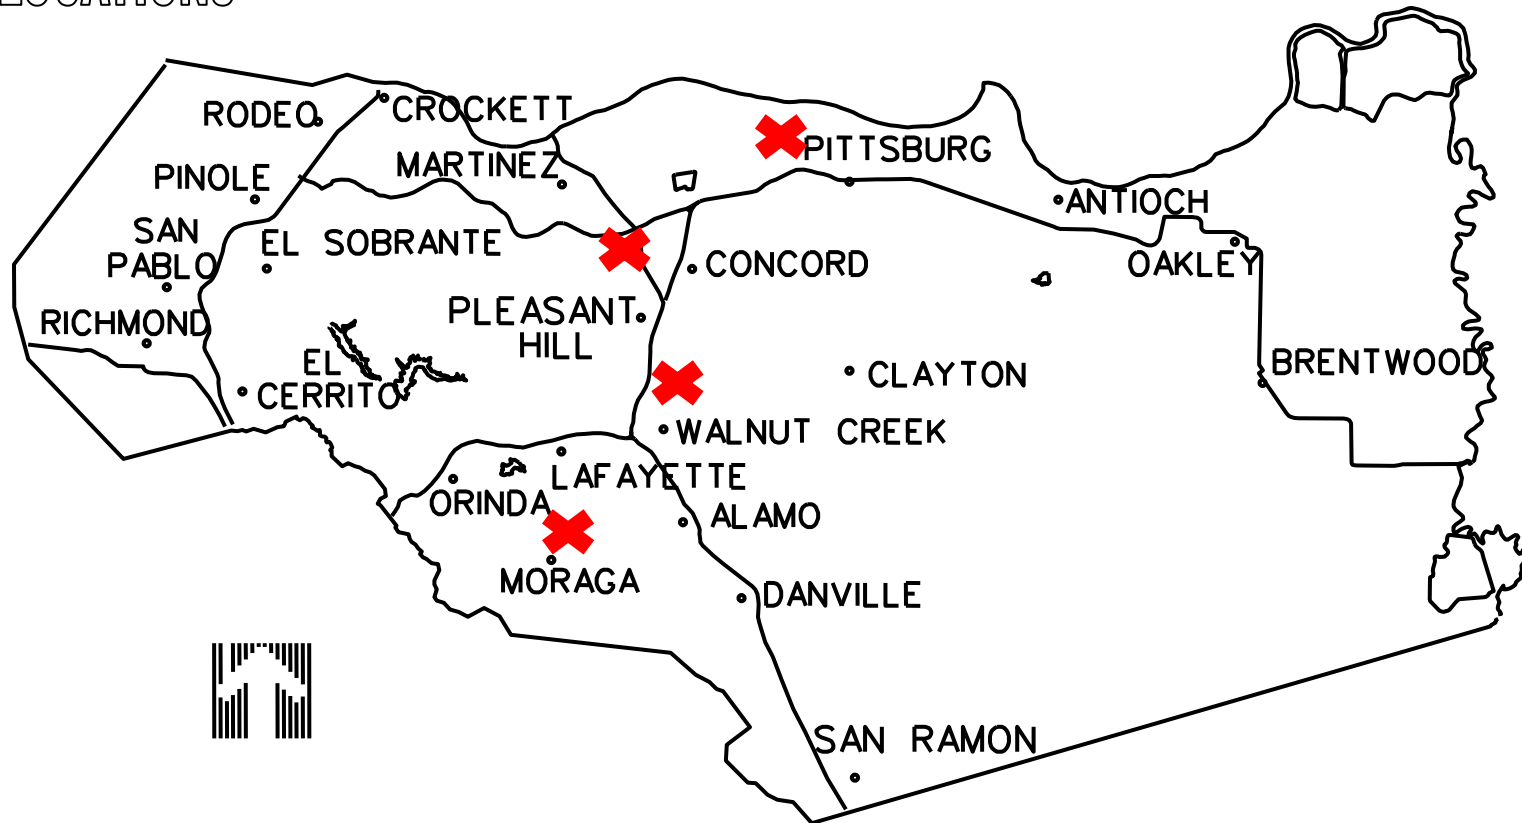 LOCATIONS
RODEO
CROCKETT
PITTSBURG
MARTINEZ
PINOLE
ANTIOCH
SAN
PABLO
EL SOBRANTE
CONCORD
OAKLEY
RICHMOND
PLEASANT
HILL
EL
CERRITO
CLAYTON
BRENTWOOD
WALNUT CREEK
LAFAYETTE
ORINDA
ALAMO
MORAGA
DANVILLE
SAN RAMON